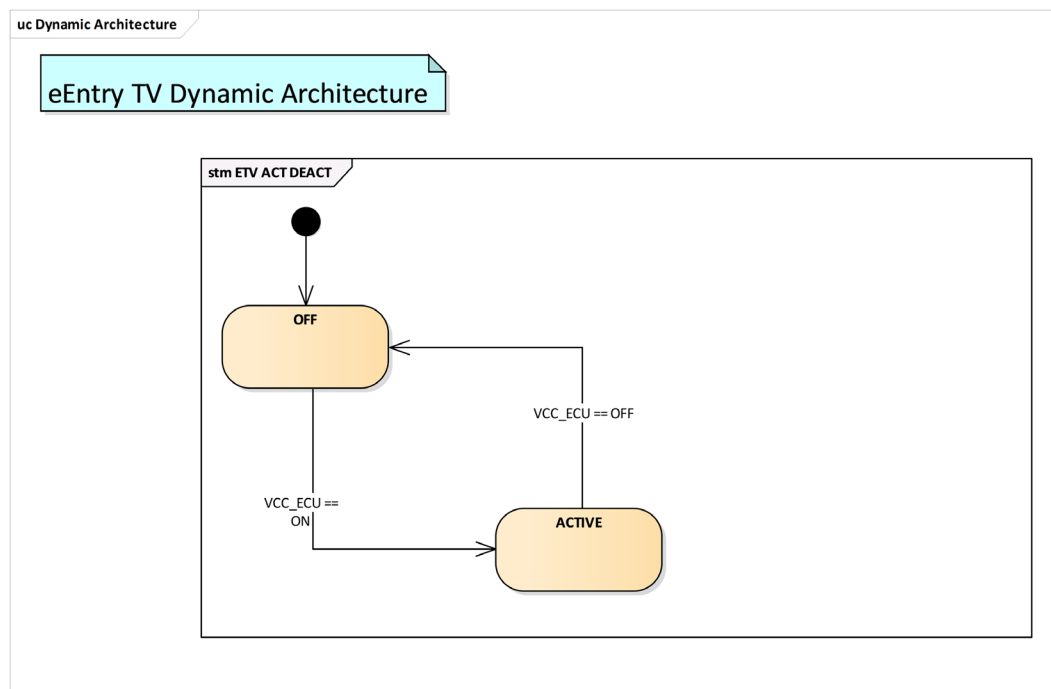 uc Dynamic Architecture
eEntry TV Dynamic Architecture
stm ETV ACT DEACT
OFF
VCC_ECU == OFF
VCC_ECU ==
ON
ACTIVE